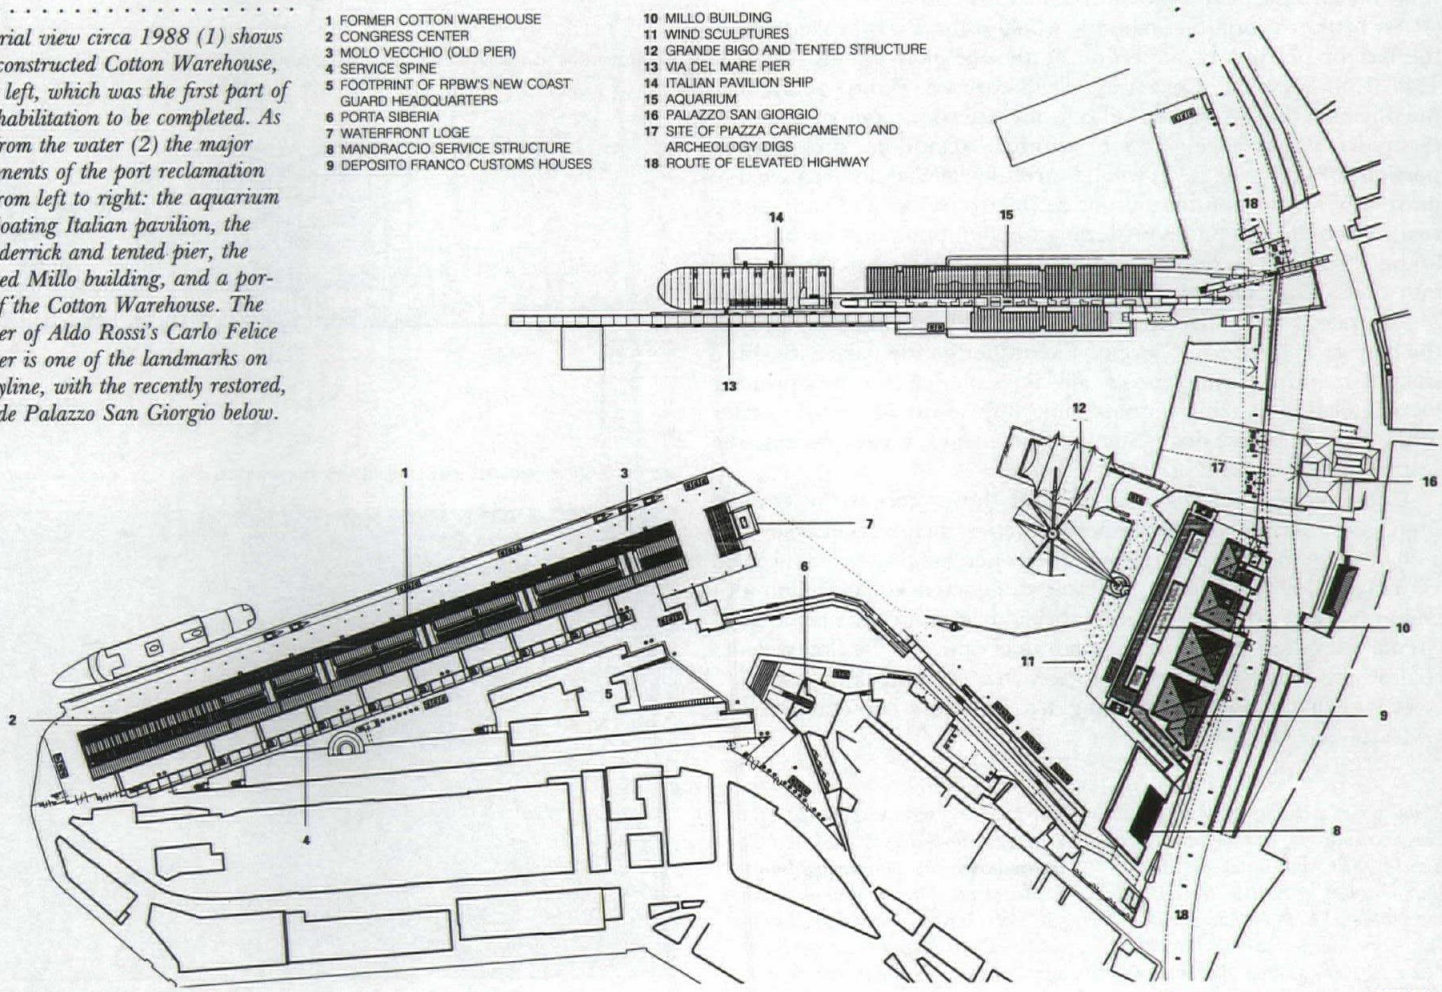 rial view circa 1988 (1) shows
constructed Cotton Warehouse,
left, which was the first part of
habilitation to be completed. As
rom the water (2) the major
nents of the port reclamation
rom left to right: the aquarium
oating Italian pavilion, the
derrick and tented pier, the
ed Millo building, and a por-
f the Cotton Warehouse. The
er of Aldo Rossi's Carlo Felice
er is one of the landmarks on
yline, with the recently restored,
de Palazzo San Giorgio below.
1 FORMER COTTON WAREHOUSE
2 CONGRESS CENTER
3 MOLO VECCHIO (OLD PIER)
4 SERVICE SPINE
5 FOOTPRINT OF RPBW'S NEW COAST
GUARD HEADQUARTERS
6 PORTA SIBERIA
7 WATERFRONT LOGE
8 MANDRACCIO SERVICE STRUCTURE
9 DEPOSITO FRANCO CUSTOMS HOUSES
10 MILLO BUILDING
11 WIND SCULPTURES
12 GRANDE BIGO AND TENTED STRUCTURE
13 VIA DEL MARE PIER
14 ITALIAN PAVILION SHIP
15 AQUARIUM
16 PALAZZO SAN GIORGIO
17 SITE OF PIAZZA CARICAMENTO AND
ARCHEOLOGY DIGS
18 ROUTE OF ELEVATED HIGHWAY
18
14
15
13
12
17
16
1
3
7
6
10
11
5
2
9
4
8
18